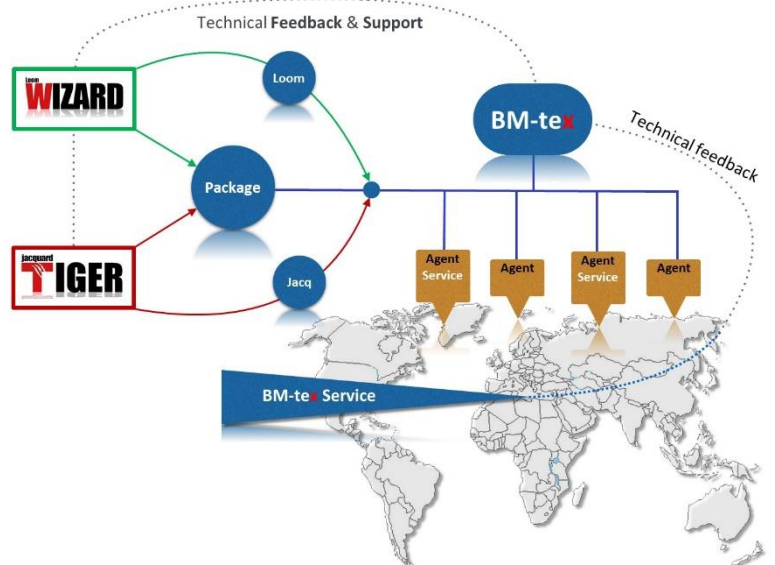 Technical Feedback & Support
Loom
WIZARD
Loom
BM-tex
Technical feedback
Package
jacquard
TIGER
Jacq
Agent
Service
Agent
Agent
Service
Agent
BM-tex Service